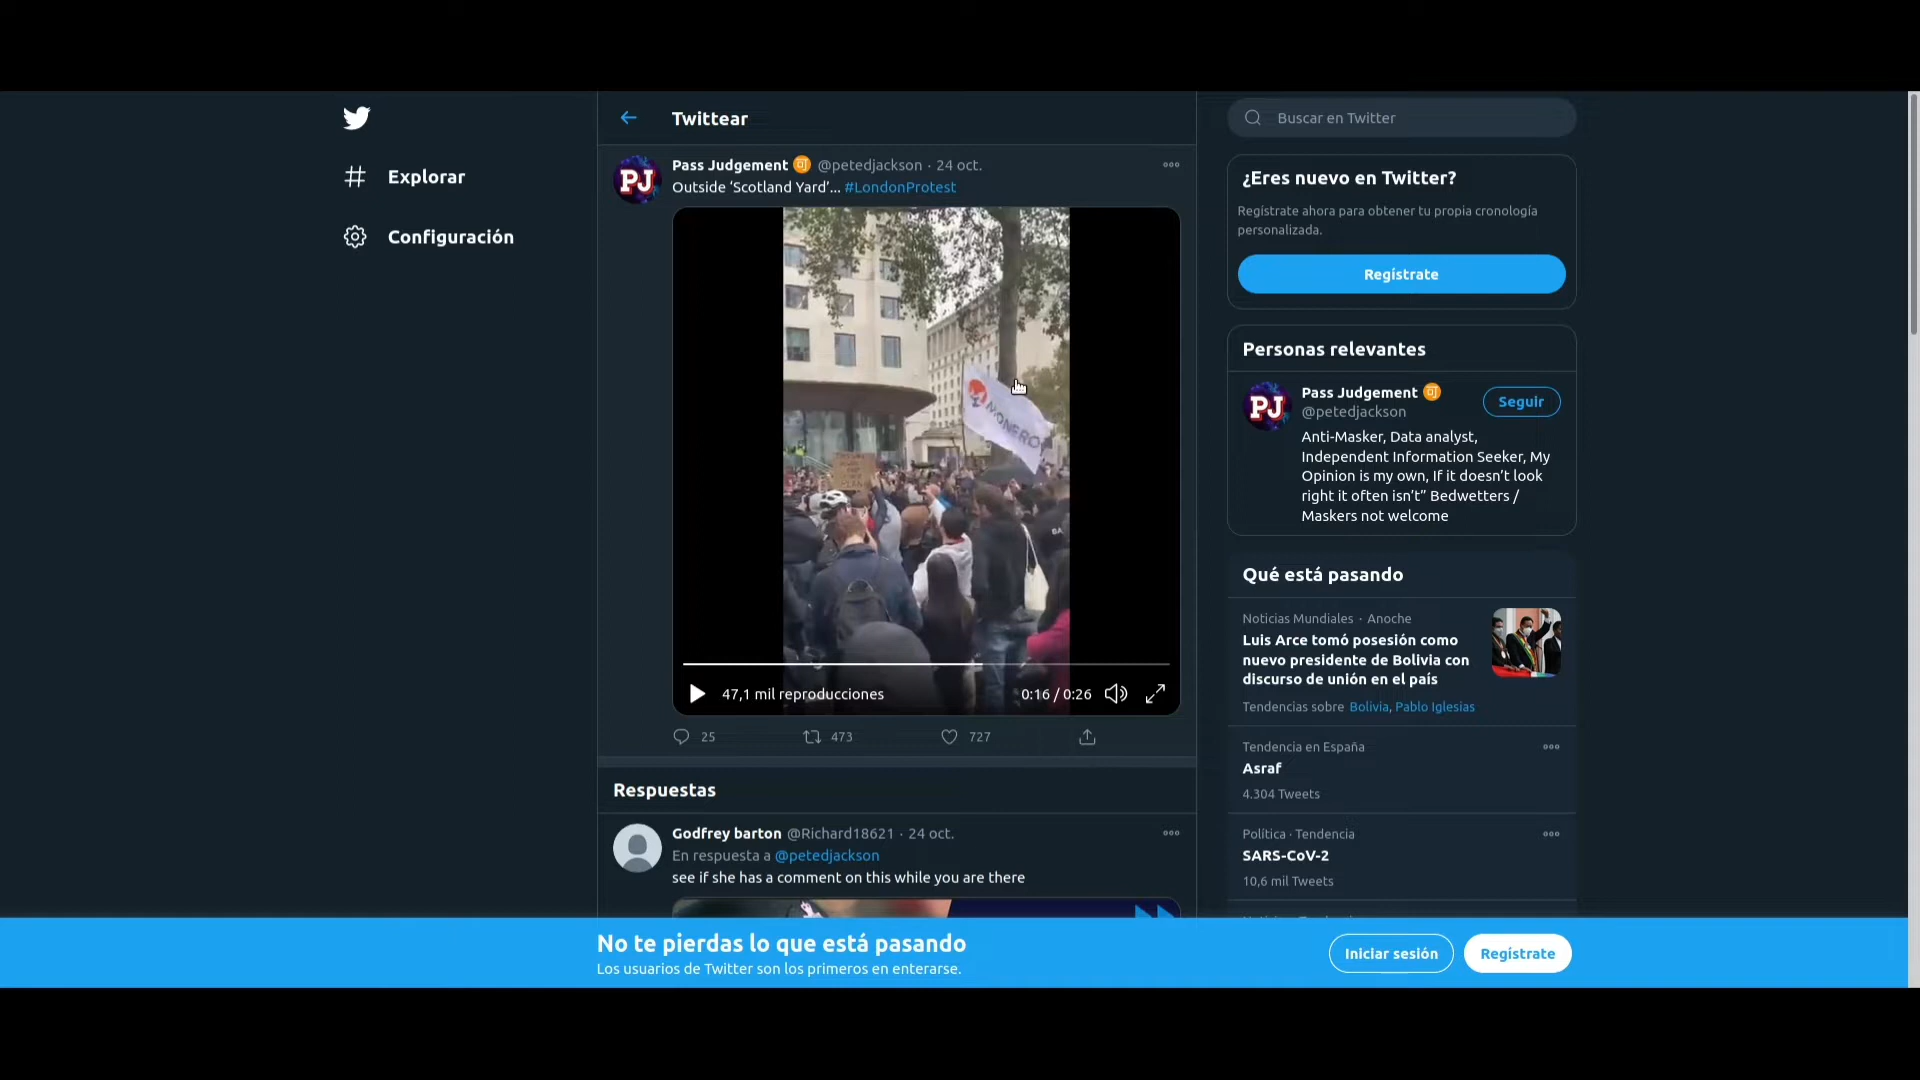 Explorar
Configuración
Twittear
PJ
Pass Judgement 🉑 @petedjackson · 24 oct.
Outside ‘Scotland Yard’... #LondonProtest
MONERO
47,1 mil reproducciones
0:16 / 0:26
25
473
727
Respuestas
Godfrey barton @Richard18621 · 24 oct.
En respuesta a @petedjackson
see if she has a comment on this while you are there
Buscar en Twitter
¿Eres nuevo en Twitter?
Regístrate ahora para obtener tu propia cronología
personalizada.
Regístrate
Personas relevantes
PJ
Pass Judgement 🉑
@petedjackson
Seguir
Anti-Masker, Data analyst,
Independent Information Seeker, My
Opinion is my own, If it doesn’t look
right it often isn’t” Bedwetters /
Maskers not welcome
Qué está pasando
Noticias Mundiales · Anoche
Luis Arce tomó posesión como
nuevo presidente de Bolivia con
discurso de unión en el país
Tendencias sobre Bolivia, Pablo Iglesias
Tendencia en España
Asraf
4.304 Tweets
Política · Tendencia
SARS-CoV-2
10,6 mil Tweets
No te pierdas lo que está pasando
Los usuarios de Twitter son los primeros en enterarse.
Iniciar sesión
Regístrate